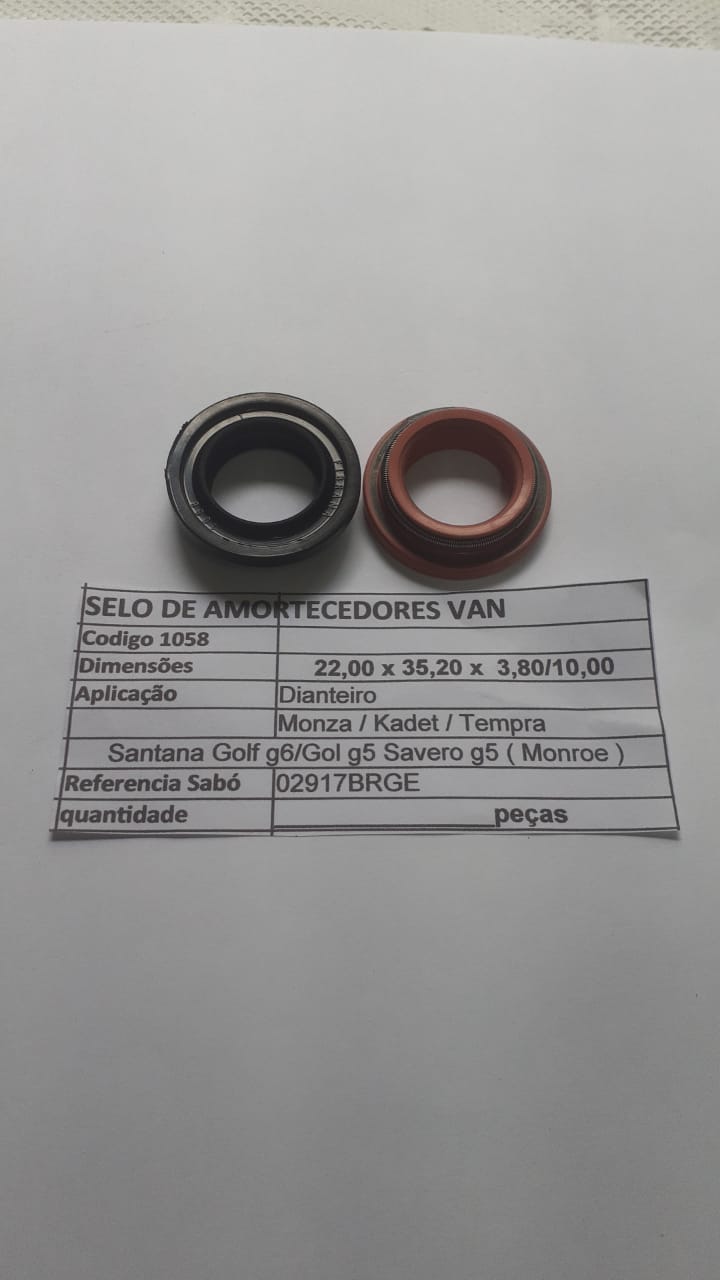 SELO DE AMORTECEDORES VAN
Codigo 1058
Dimensões 22,00 x 35,20 x 3,80/10,00
Aplicação Dianteiro
Monza / Kadet / Tempra
Santana Golf g6/Gol g5 Savero g5 ( Monroe )
Referencia Sabó 02917BRGE
quantidade ________________peças